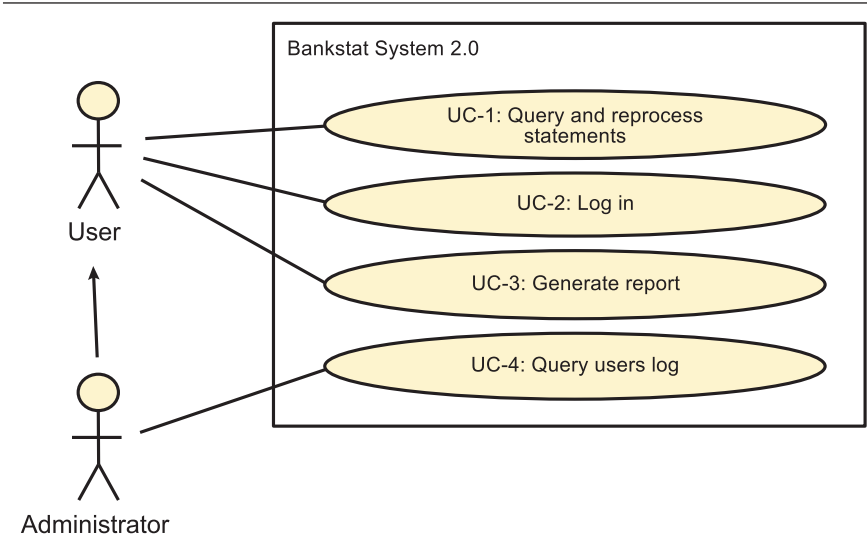 Bankstat System 2.0
UC-1: Query and reprocess
statements
UC-2: Log in
User
UC-3: Generate report
UC-4: Query users log
Administrator